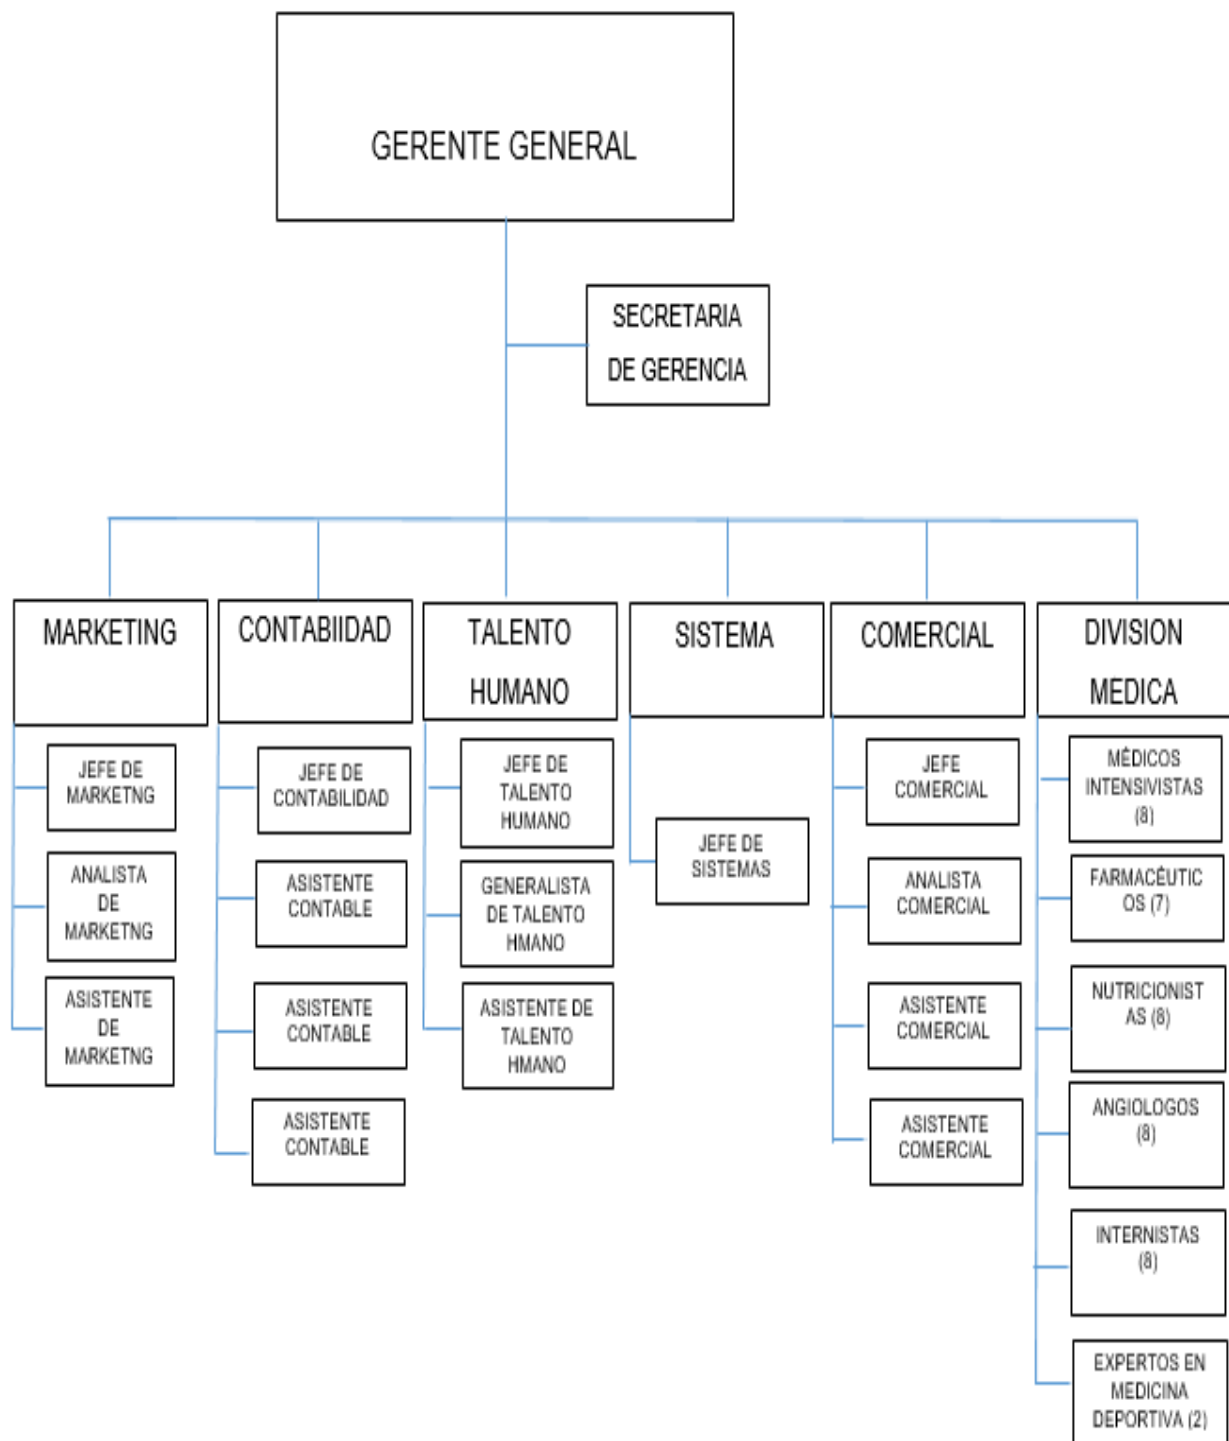 GERENTE GENERAL
SECRETARIA
DE GERENCIA
MARKETING
JEFE DE
MARKETNG
ANALISTA
DE
MARKETNG
ASISTENTE
DE
MARKETNG
CONTABIIDAD
JEFE DE
CONTABILIDAD
ASISTENTE
CONTABLE
ASISTENTE
CONTABLE
ASISTENTE
CONTABLE
TALENTO
HUMANO
JEFE DE
TALENTO
HUMANO
GENERALISTA
DE TALENTO
HMANO
ASISTENTE DE
TALENTO
HMANO
SISTEMA
JEFE DE
SISTEMAS
COMERCIAL
JEFE
COMERCIAL
ANALISTA
COMERCIAL
ASISTENTE
COMERCIAL
ASISTENTE
COMERCIAL
DIVISION
MEDICA
MÉDICOS
INTENSIVISTAS
(8)
FARMACÉUTIC
OS (7)
NUTRICIONIST
AS (8)
ANGIOLOGOS
(8)
INTERNISTAS
(8)
EXPERTOS EN
MEDICINA
DEPORTIVA (2)